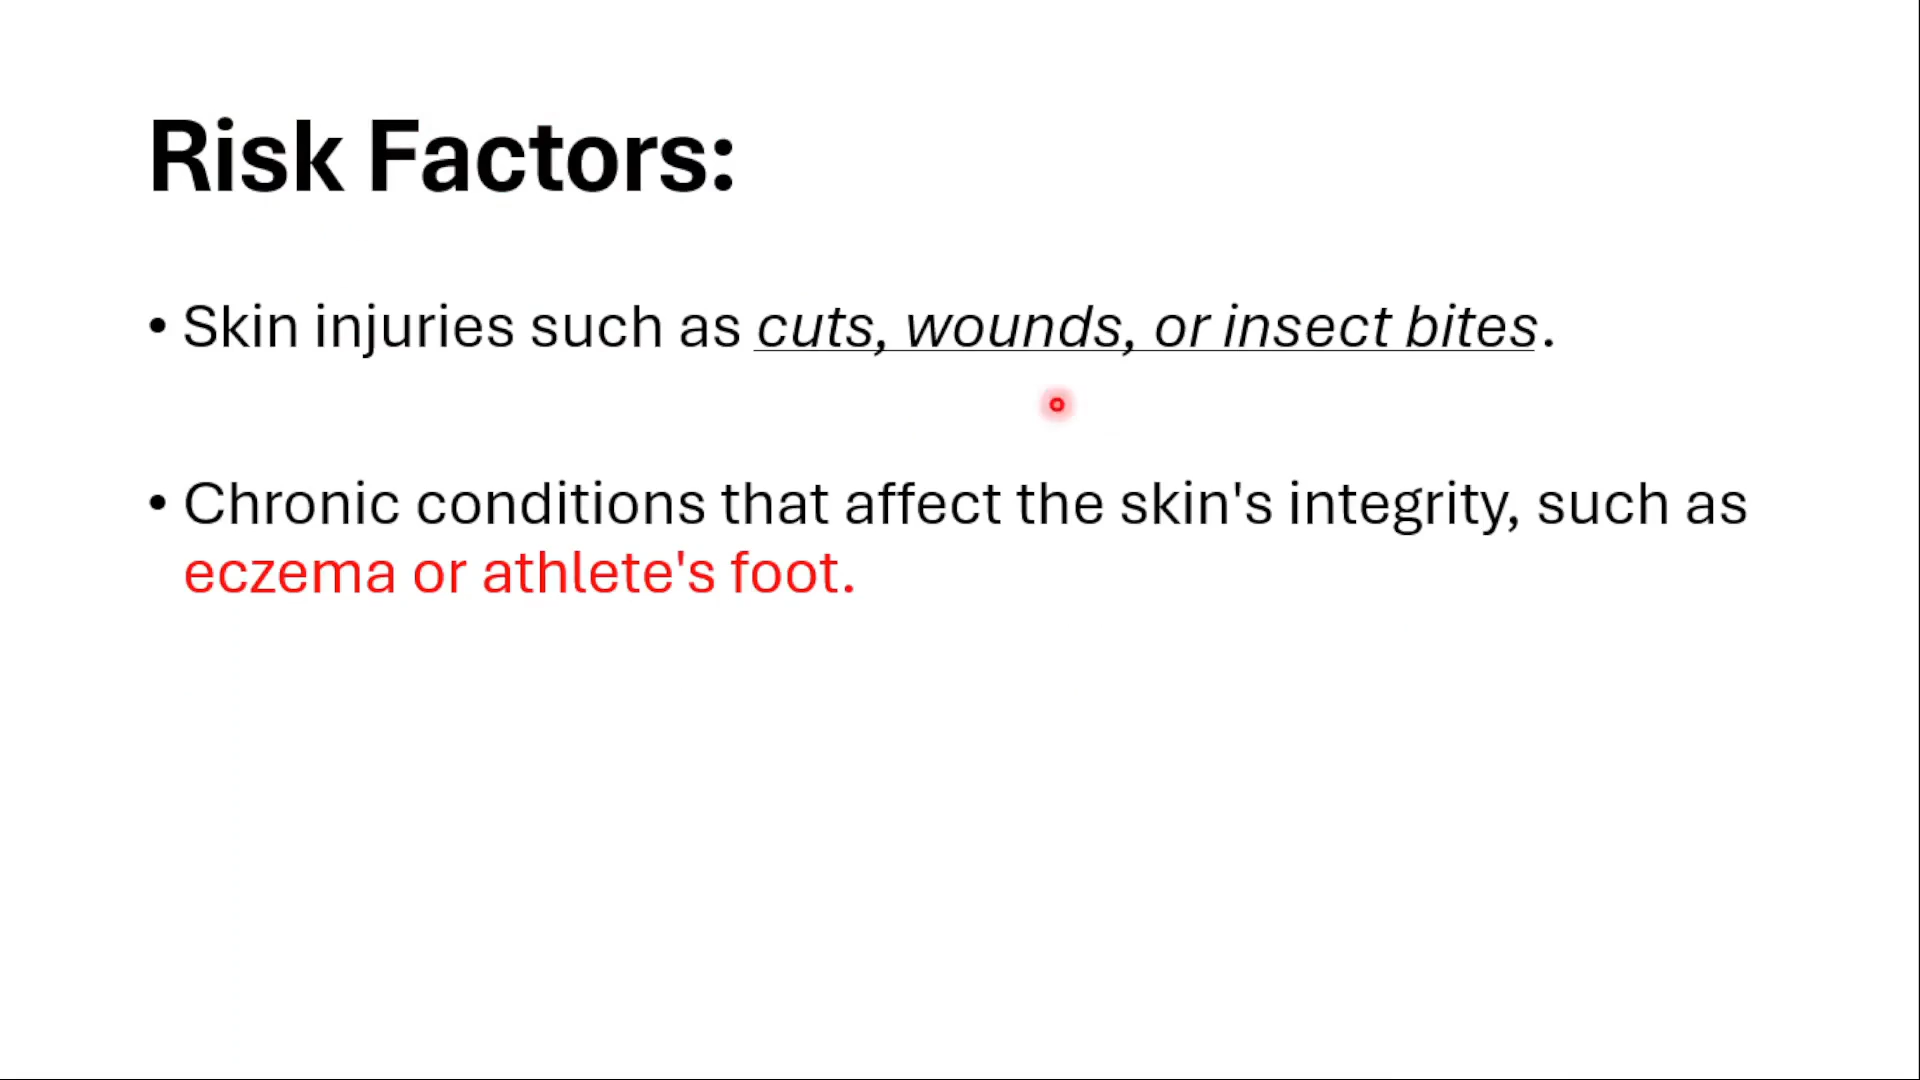 Risk Factors:
• Skin injuries such as cuts, wounds, or insect bites.
• Chronic conditions that affect the skin's integrity, such as
eczema or athlete's foot.